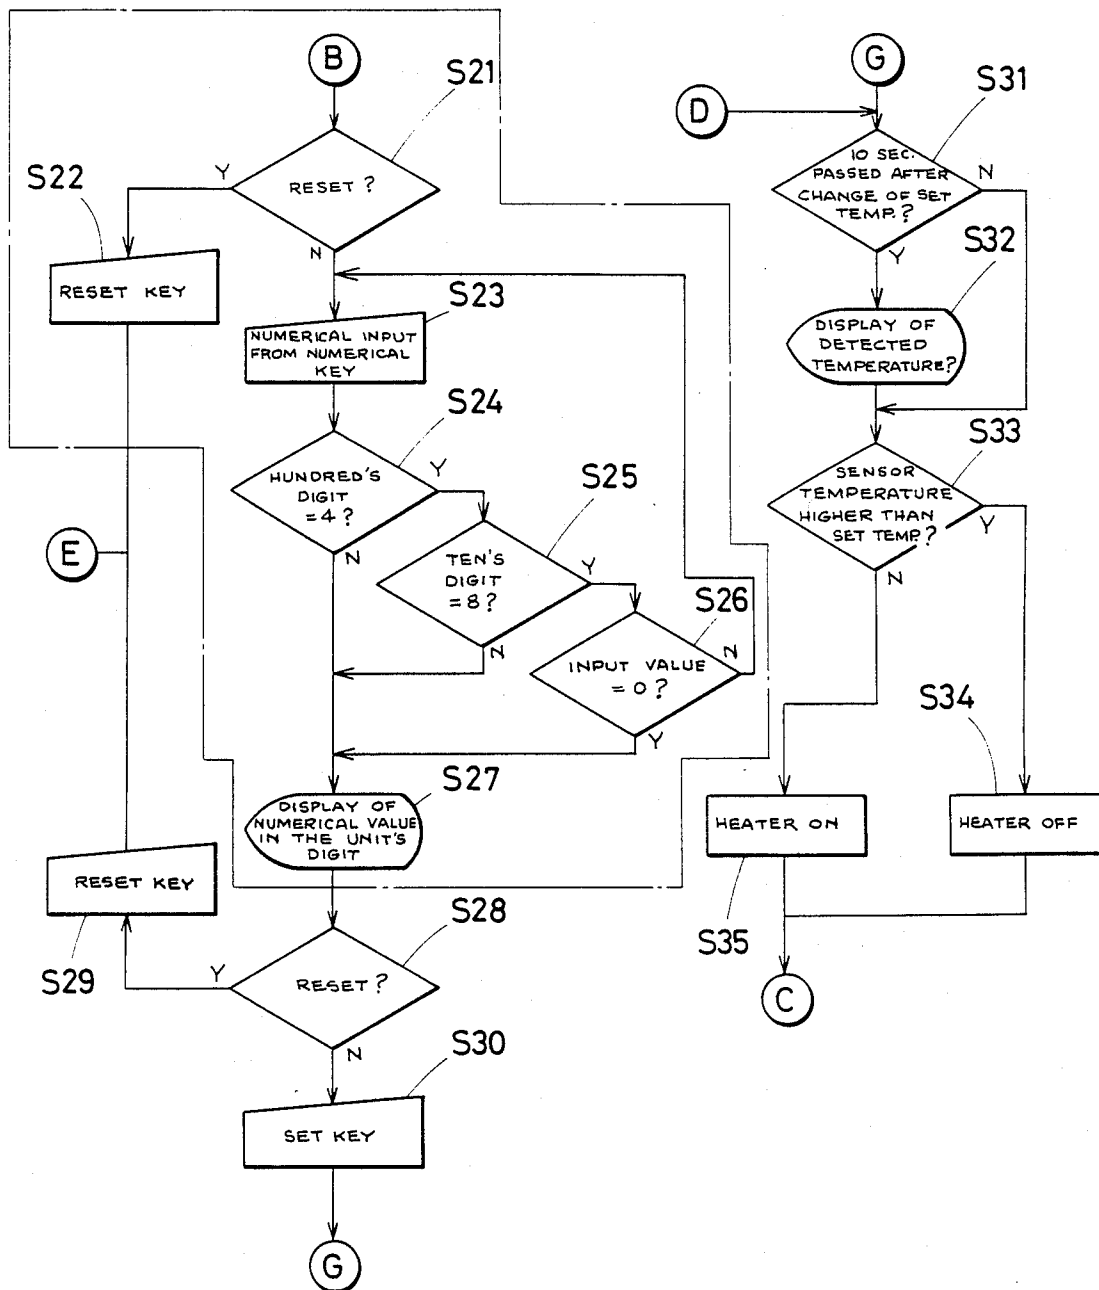 B
S21
RESET?
Y
N
S22
RESET KEY
S23
NUMERICAL INPUT
FROM NUMERICAL
KEY
S24
HUNDRED'S
DIGIT
=4?
Y
N
S25
TEN'S
DIGIT
=8?
Y
N
S26
INPUT VALUE
=0?
N
Y
E
S27
DISPLAY OF
NUMERICAL VALUE
IN THE UNIT'S
DIGIT
S28
RESET?
Y
N
RESET KEY
S29
S30
SET KEY
G
G
D
S31
10 SEC.
PASSED AFTER
CHANGE OF SET
TEMP.?
N
Y
S32
DISPLAY OF
DETECTED
TEMPERATURE?
S33
SENSOR
TEMPERATURE
HIGHER THAN
SET TEMP.?
Y
N
S34
HEATER ON
HEATER OFF
S35
C